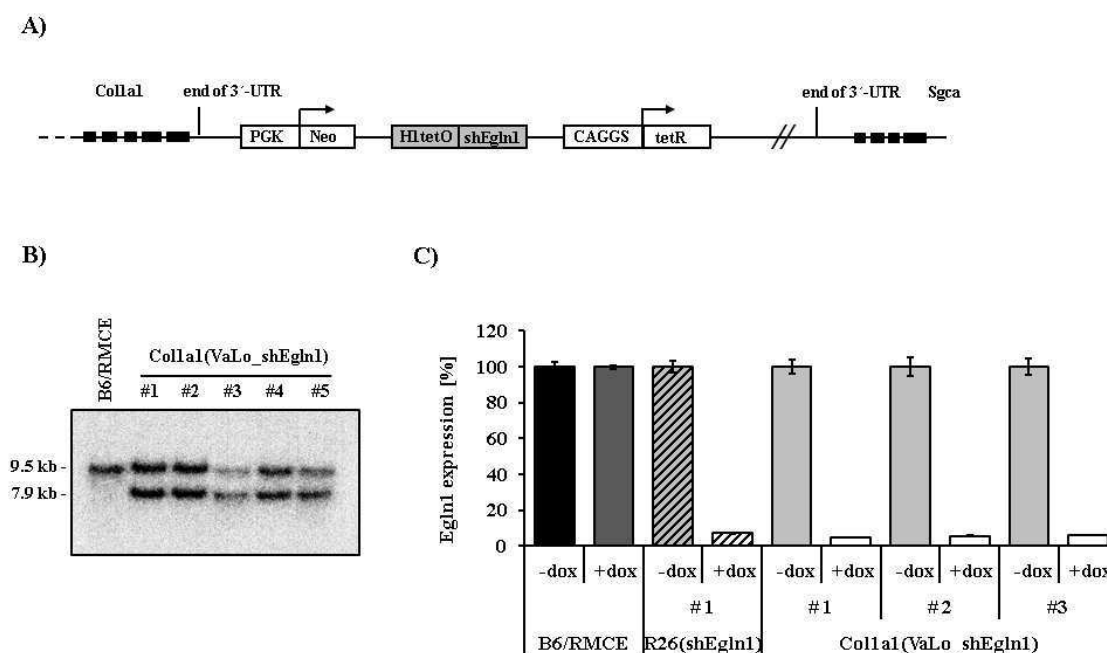 A)
Col1a1 end of 3´-UTR end of 3´-UTR Sgca
PGK Neo H1tetO shEgln1 CAGGS tetR
B)
B6/RMCE
Col1a1(VaLo_shEgln1)
#1 #2 #3 #4 #5
9.5 kb -
7.9 kb -
C)
Egln1 expression [%]
120
100
80
60
40
20
0
-dox +dox -dox +dox -dox +dox -dox +dox -dox +dox
#1 #1 #2 #3
B6/RMCE R26(shEgln1) Col1a1(VaLo_shEgln1)